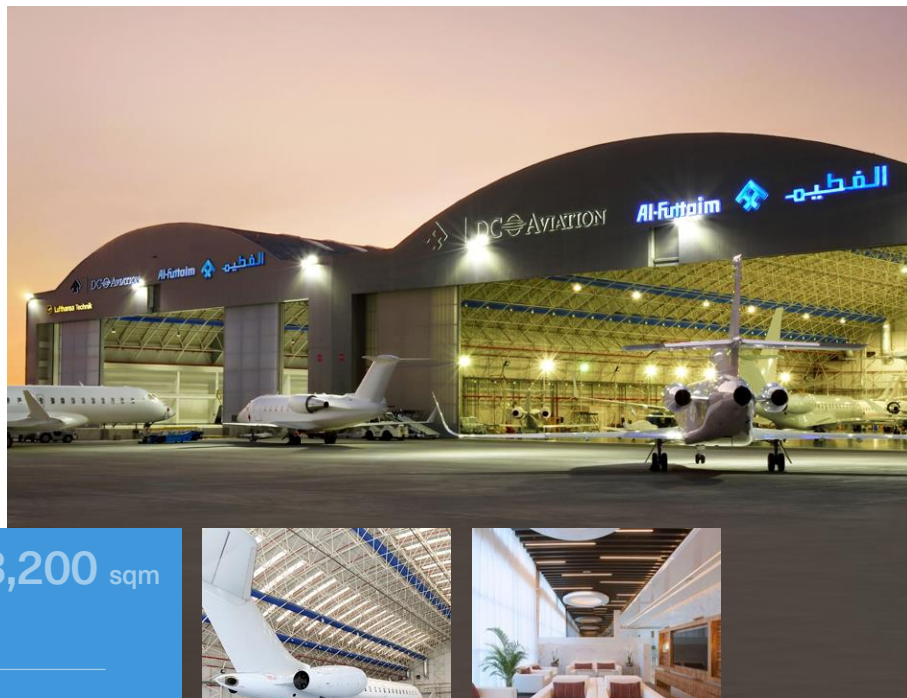 DC AVIATION Al-Futtaim الفطيم
DC AVIATION Al-Futtaim الفطيم
Lufthansa Technik
,200 sqm